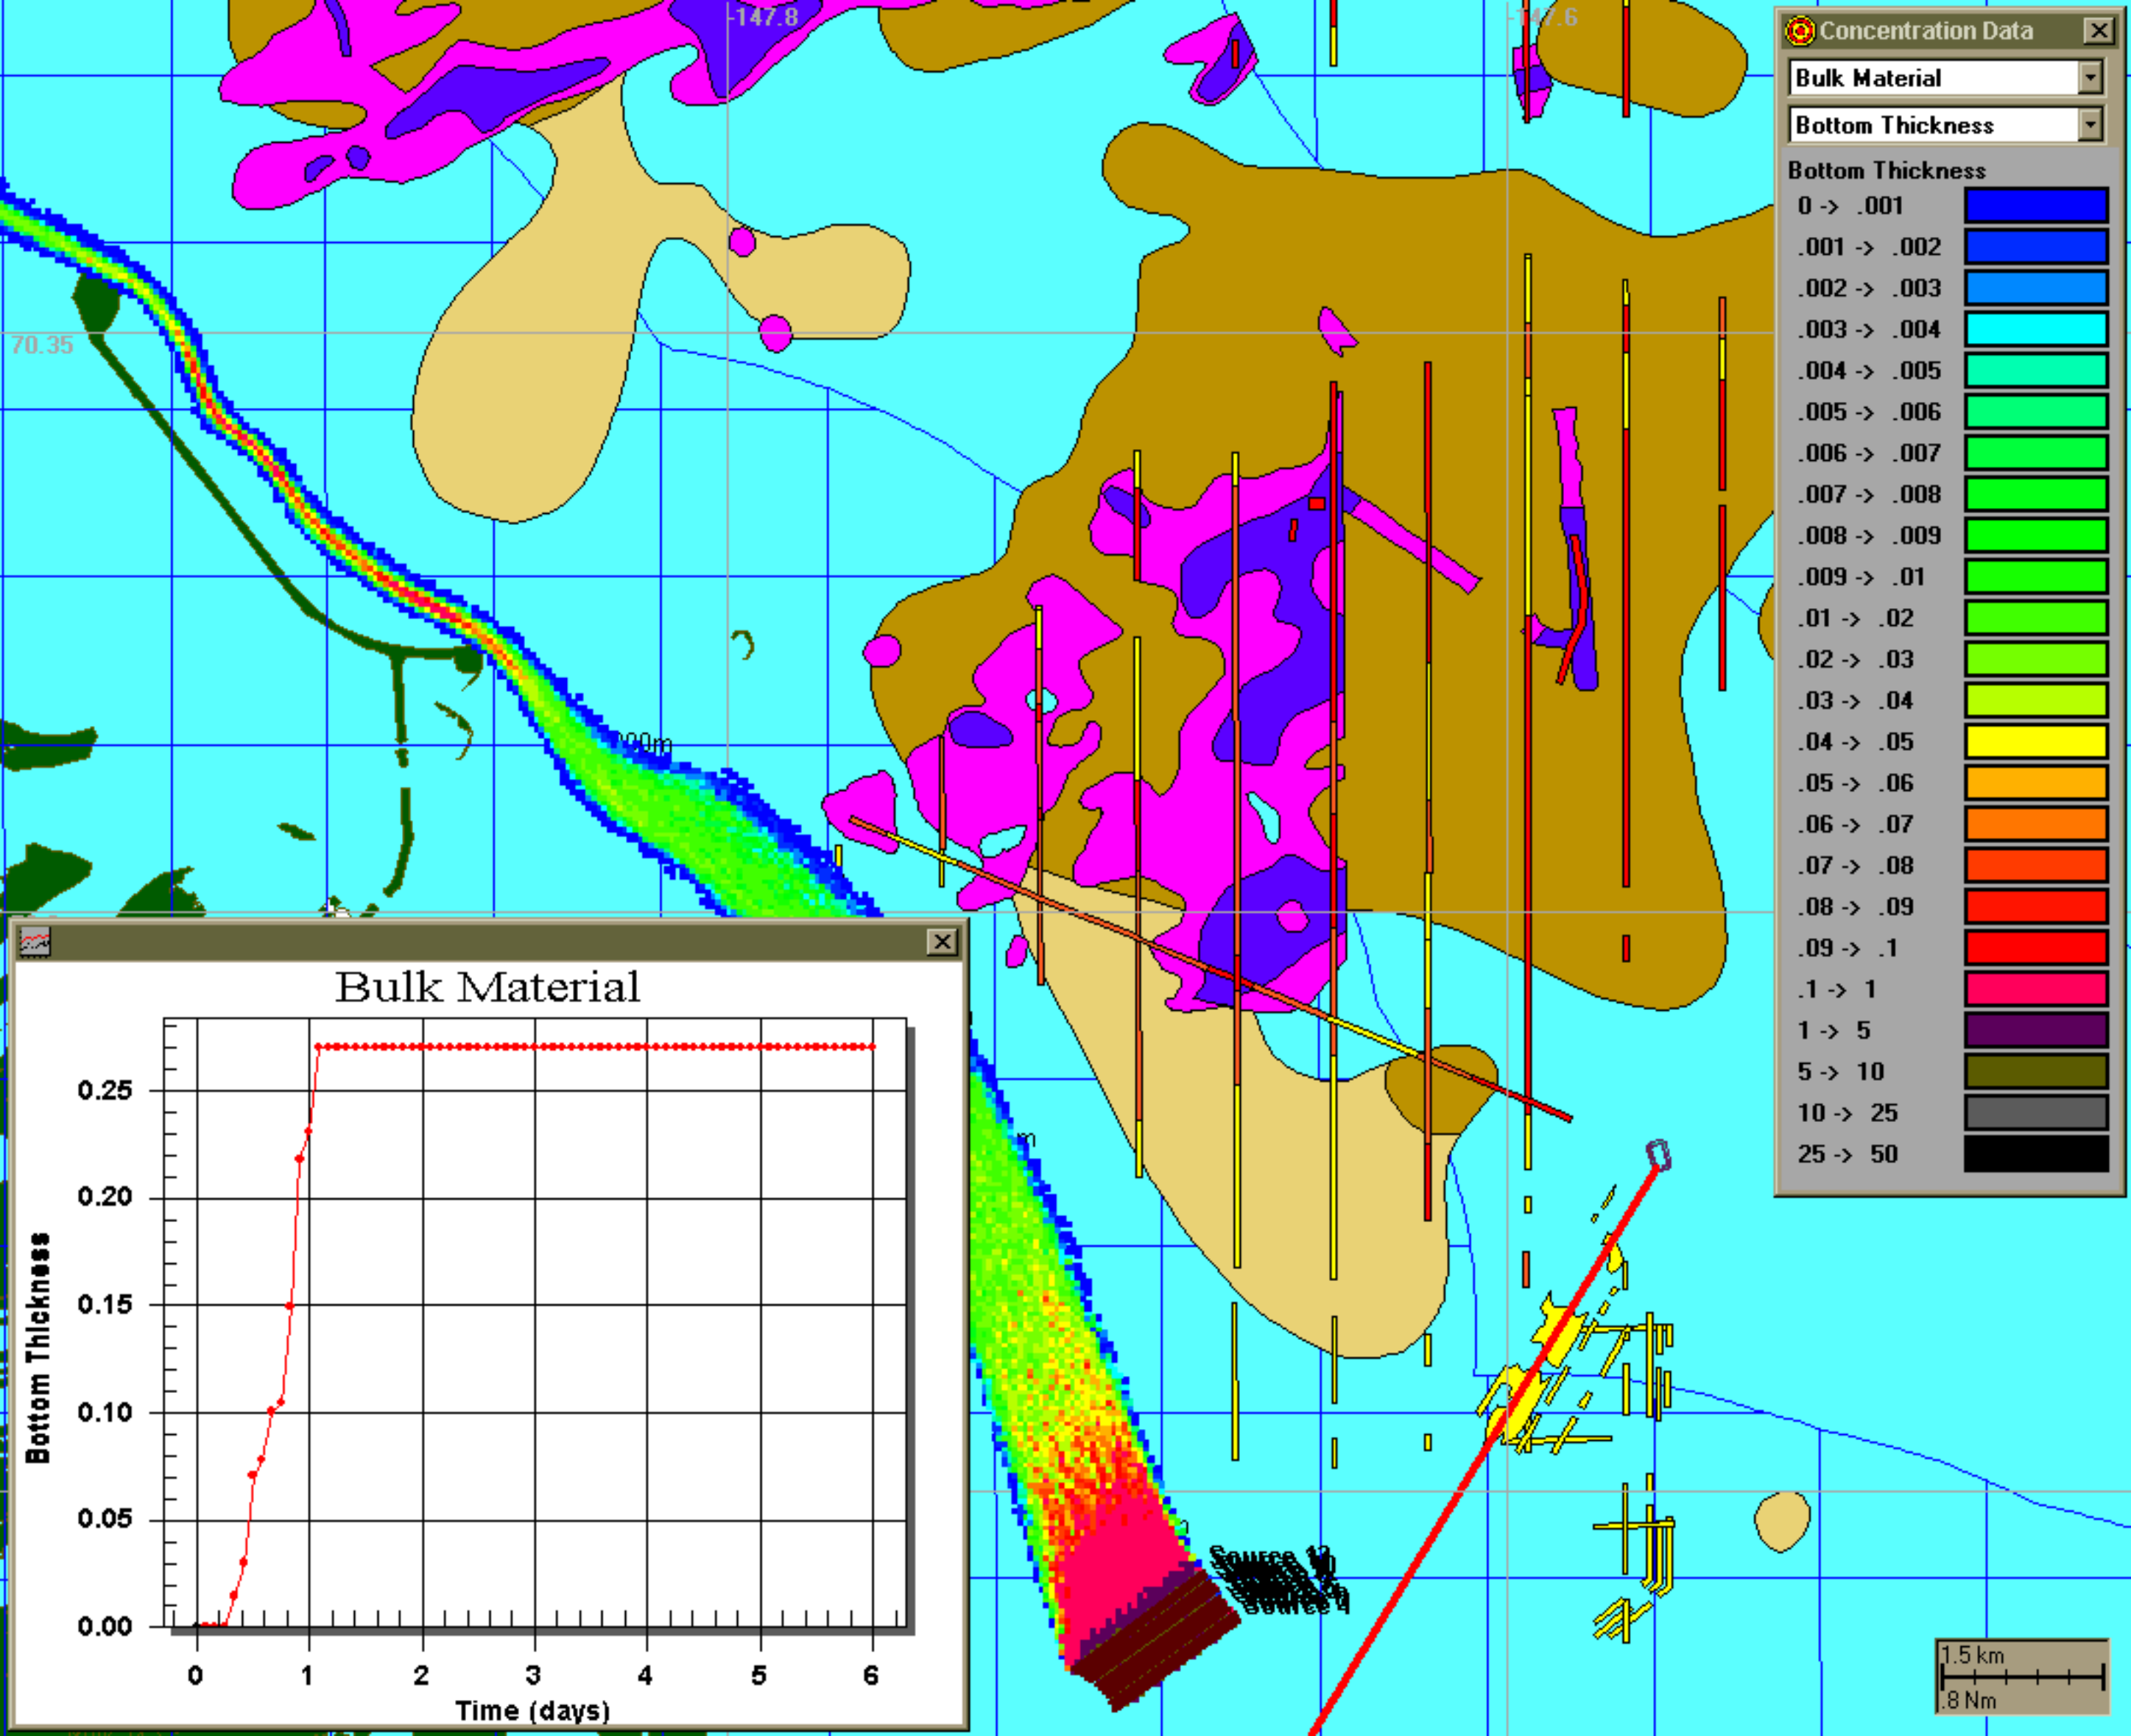 -147.8
-147.6
70.35
Concentration Data
Bulk Material
Bottom Thickness
Bottom Thickness
0 -> .001
.001 -> .002
.002 -> .003
.003 -> .004
.004 -> .005
.005 -> .006
.006 -> .007
.007 -> .008
.008 -> .009
.009 -> .01
.01 -> .02
.02 -> .03
.03 -> .04
.04 -> .05
.05 -> .06
.06 -> .07
.07 -> .08
.08 -> .09
.09 -> .1
.1 -> 1
1 -> 5
5 -> 10
10 -> 25
25 -> 50
Bulk Material
Bottom Thickness
0.25
0.20
0.15
0.10
0.05
0.00
0 1 2 3 4 5 6
Time (days)
Source
Source 4
1.5 km
.8 Nm